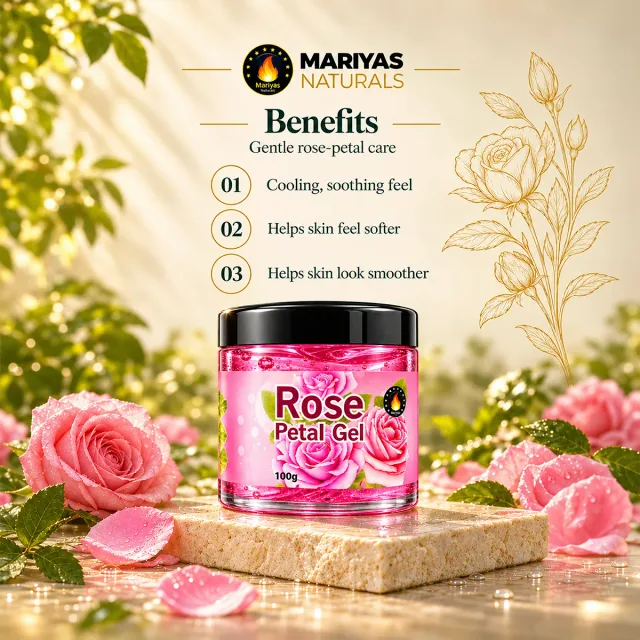 Mariyas
Naturals
MARIYAS
NATURALS
Benefits
Gentle rose-petal care
01 Cooling, soothing feel
02 Helps skin feel softer
03 Helps skin look smoother
Rose
Petal Gel
100g